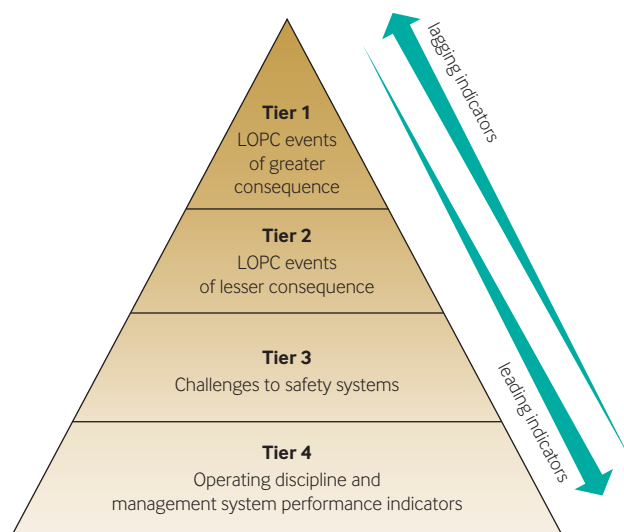 Tier 1
LOPC events
of greater
consequence
Tier 2
LOPC events
of lesser consequence
Tier 3
Challenges to safety systems
Tier 4
Operating discipline and
management system performance indicators
lagging indicators
leading indicators